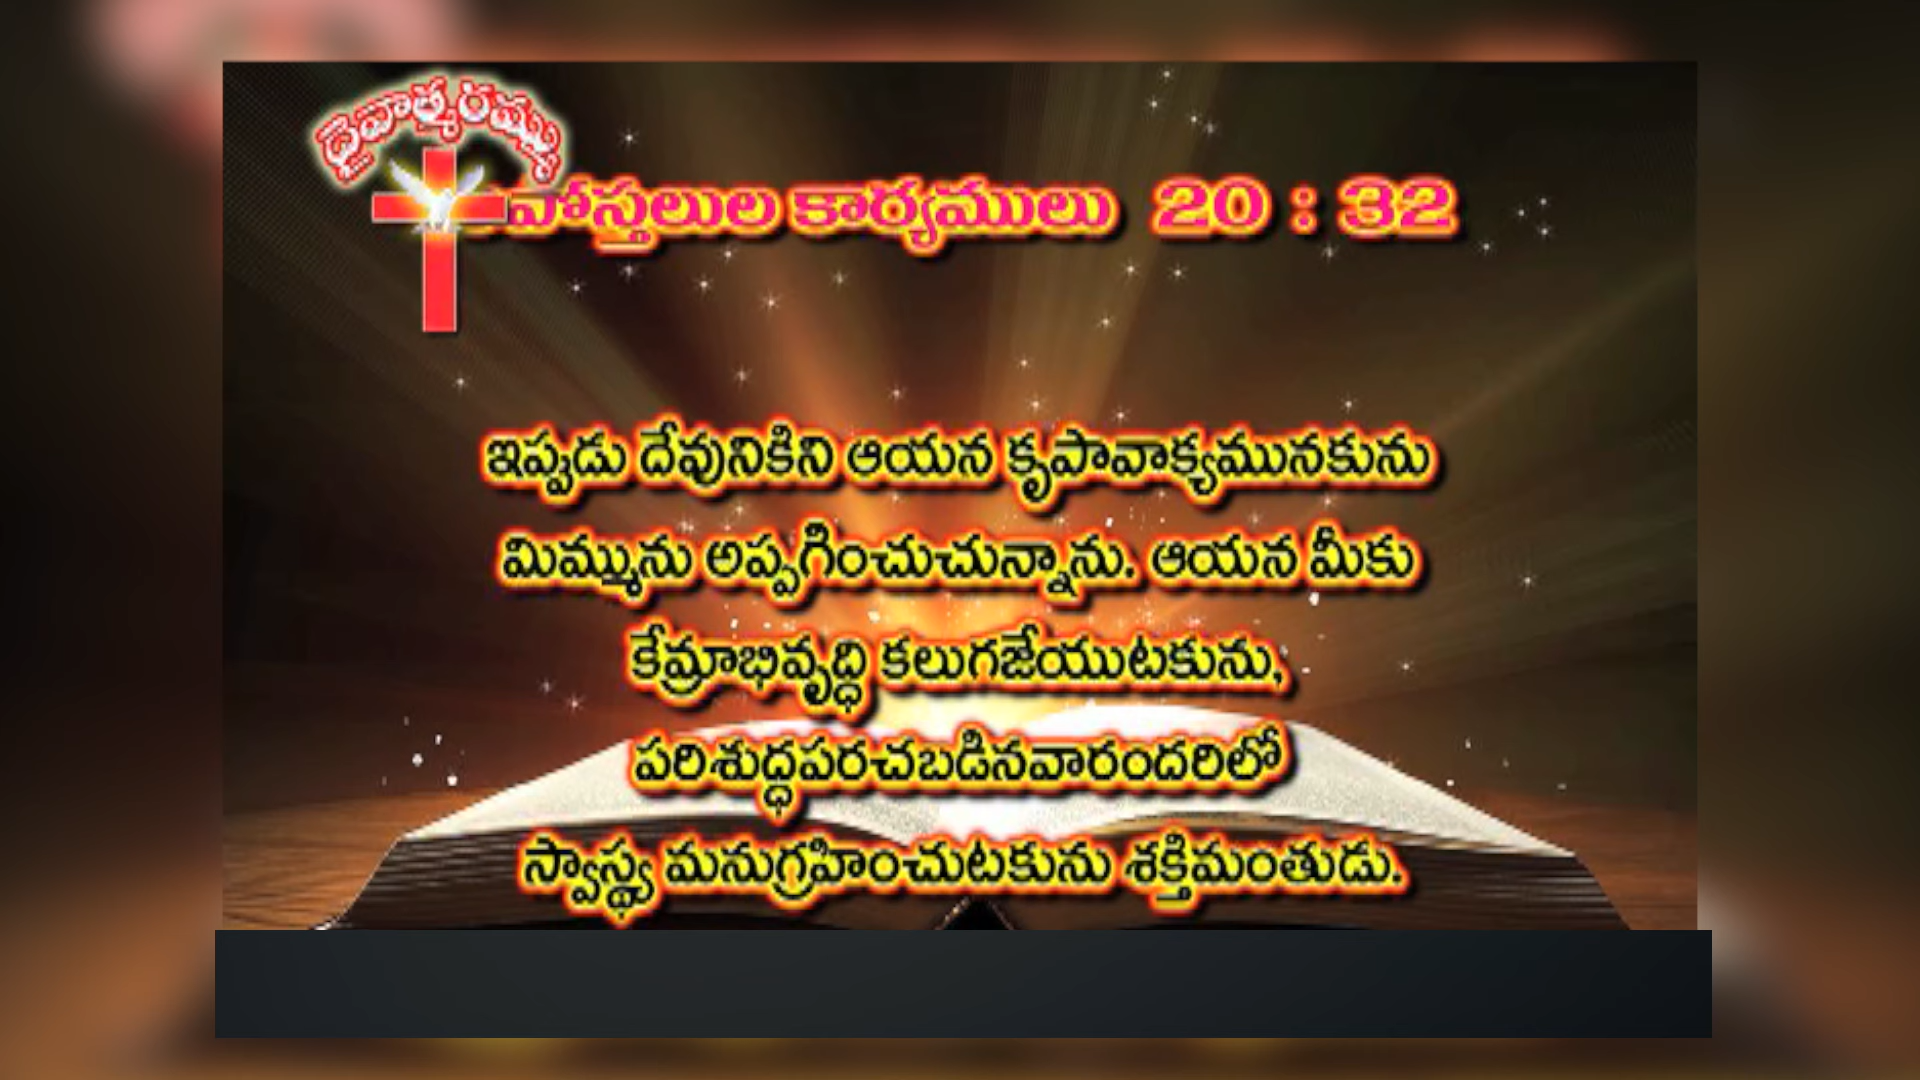 దైవాత్మరమ్ము
పోస్తలుల కార్యములు 20 : 32
ఇప్పుడు దేవునికిని ఆయన కృపావాక్యమునకును
మిమ్మును అప్పగించుచున్నాను. ఆయన మీకు
కేమ్రాభివృద్ధి కలుగజేయుటకును,
పరిశుద్ధపరచబడినవారందరిలో
స్వాస్థ్య మనుగ్రహించుటకును శక్తిమంతుడు.